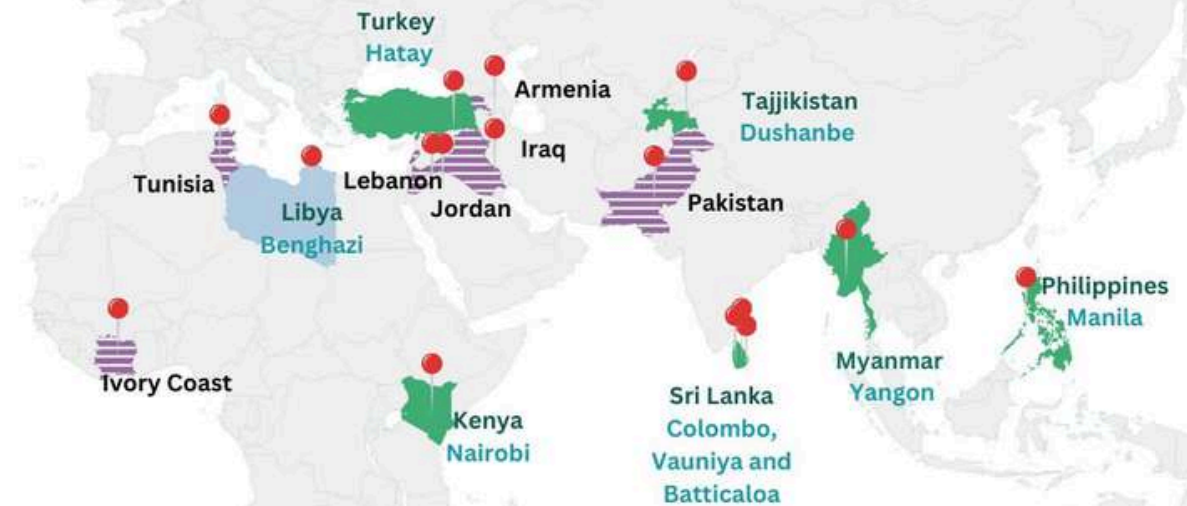 Turkey
Hatay
Armenia
Tajjikistan
Dushanbe
Iraq
Tunisia
Lebanon
Jordan
Pakistan
Libya
Benghazi
Philippines
Manila
Ivory Coast
Kenya
Nairobi
Sri Lanka
Colombo,
Vauniya and
Batticaloa
Myanmar
Yangon